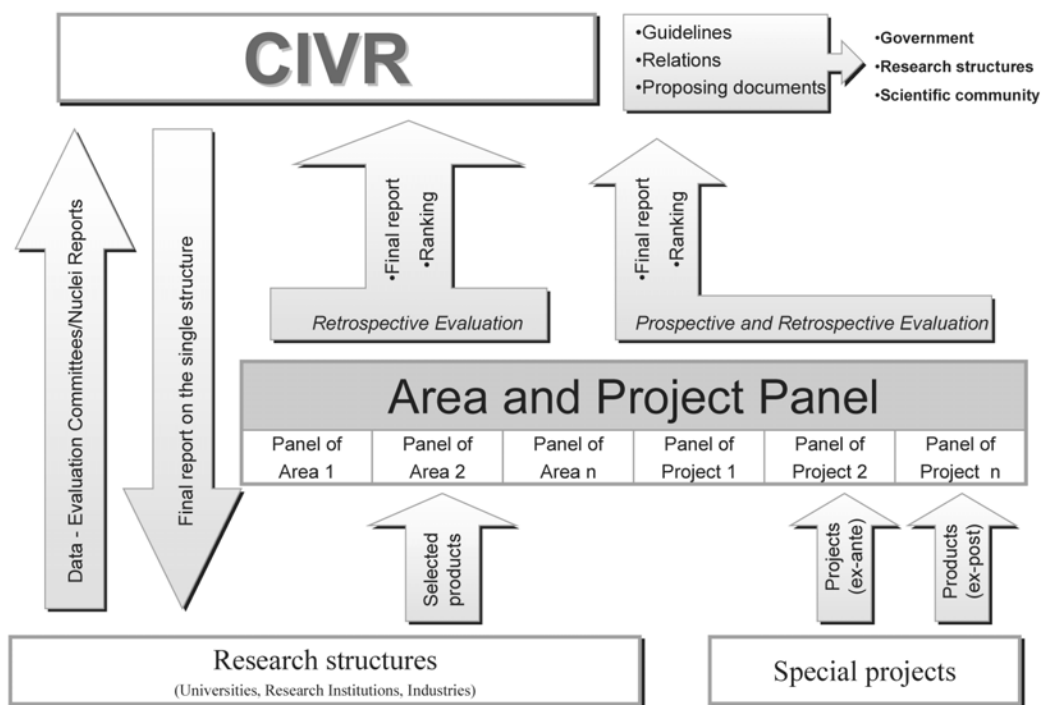 CIVR
•Guidelines
•Relations
•Proposing documents
•Government
•Research structures
•Scientific community
Data - Evaluation Committees/Nuclei Reports
Final report on the single structure
•Final report
•Ranking
Retrospective Evaluation
•Final report
•Ranking
Prospective and Retrospective Evaluation
Area and Project Panel
Panel of
Area 1
Panel of
Area 2
Panel of
Area n
Panel of
Project 1
Panel of
Project 2
Panel of
Project n
Selected
products
Projects
(ex-ante)
Products
(ex-post)
Research structures
(Universities, Research Institutions, Industries)
Special projects